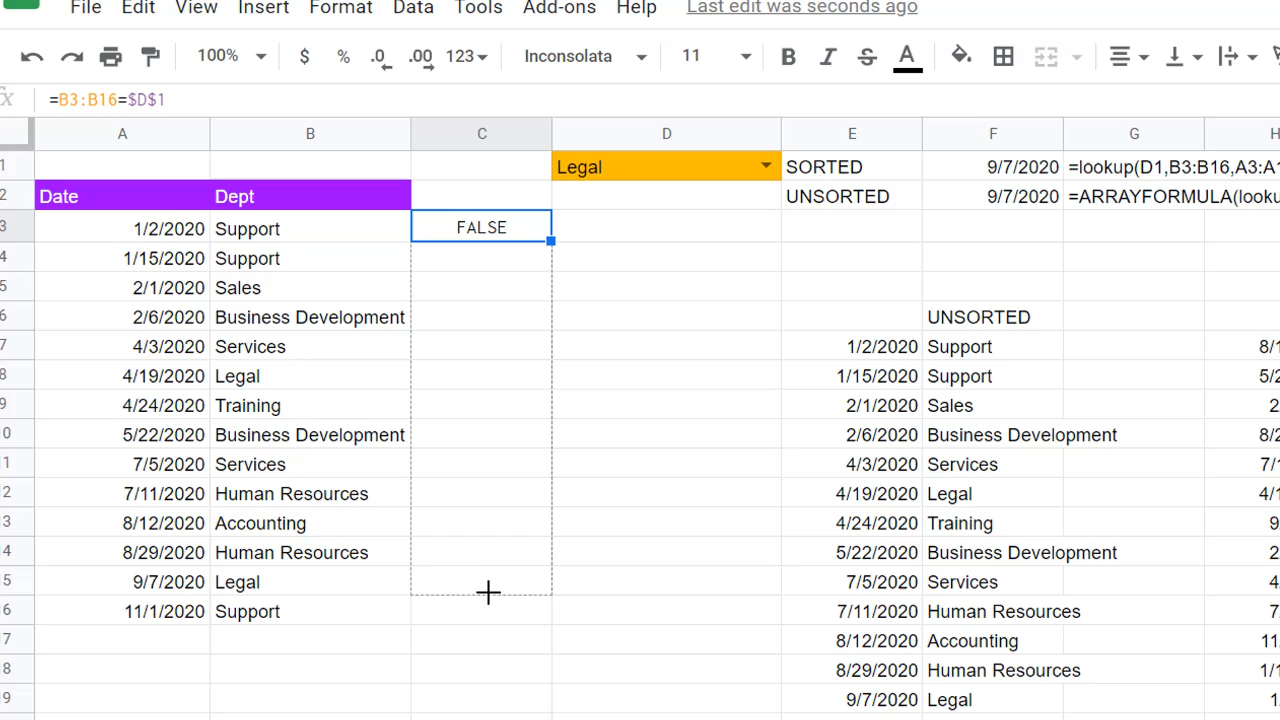 File Edit View Insert Format Data Tools Add-ons Help Last edit was seconds ago
100% $ % .0 .00 123 Inconsolata 11 B I S A
fx =B3:B16=$D$1
A B C D E F G H
1 Legal SORTED 9/7/2020 =lookup(D1,B3:B16,A3:A1
2 Date Dept UNSORTED 9/7/2020 =ARRAYFORMULA(looku
3 1/2/2020 Support FALSE
4 1/15/2020 Support
5 2/1/2020 Sales
6 2/6/2020 Business Development UNSORTED
7 4/3/2020 Services 1/2/2020 Support 8/1
8 4/19/2020 Legal 1/15/2020 Support 5/2
9 4/24/2020 Training 2/1/2020 Sales 2
10 5/22/2020 Business Development 2/6/2020 Business Development 8/2
11 7/5/2020 Services 4/3/2020 Services 7/1
12 7/11/2020 Human Resources 4/19/2020 Legal 4/1
13 8/12/2020 Accounting 4/24/2020 Training 9
14 8/29/2020 Human Resources 5/22/2020 Business Development 2
15 9/7/2020 Legal 7/5/2020 Services 4
16 11/1/2020 Support 7/11/2020 Human Resources 7/
17 8/12/2020 Accounting 11/
18 8/29/2020 Human Resources 1/1
19 9/7/2020 Legal 1/